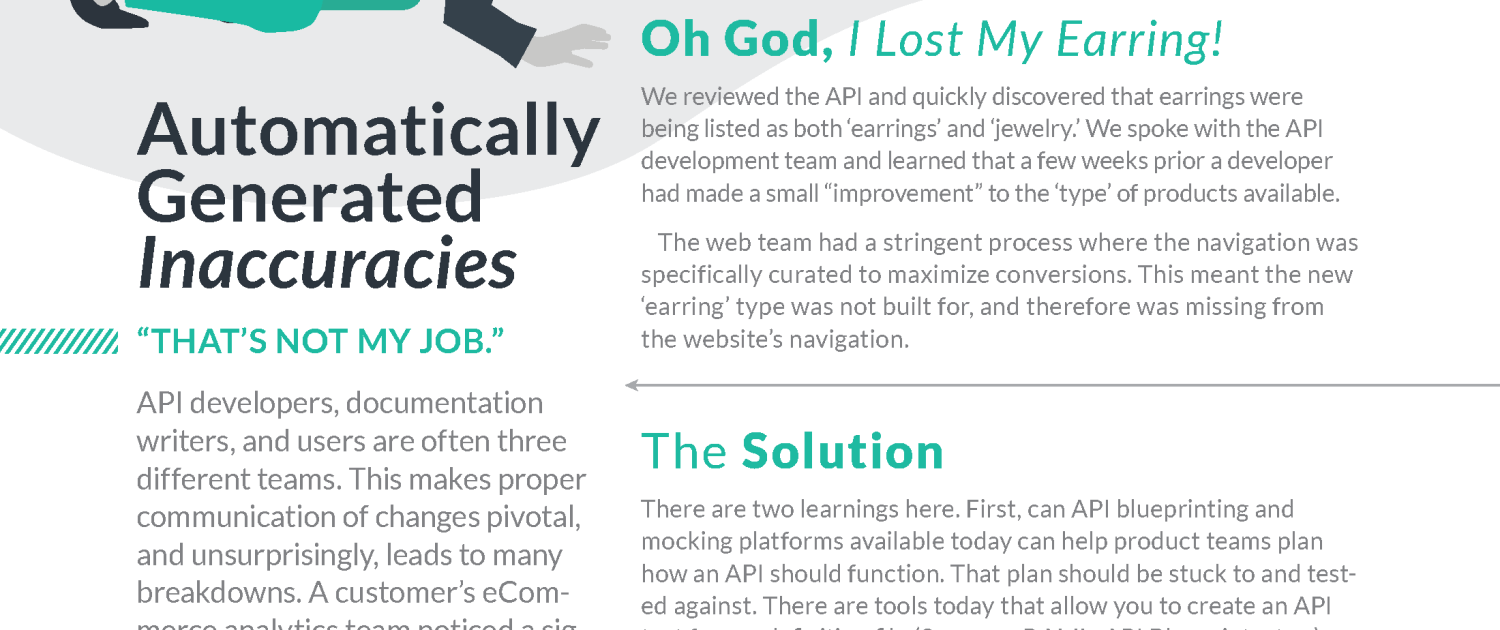 Automatically
Generated
Inaccuracies
“THAT’S NOT MY JOB.”
API developers, documentation
writers, and users are often three
different teams. This makes proper
communication of changes pivotal,
and unsurprisingly, leads to many
breakdowns. A customer’s eCom-
merce analytics team noticed a sig-
Oh God, I Lost My Earring!
We reviewed the API and quickly discovered that earrings were
being listed as both ‘earrings’ and ‘jewelry.’ We spoke with the API
development team and learned that a few weeks prior a developer
had made a small “improvement” to the ‘type’ of products available.
The web team had a stringent process where the navigation was
specifically curated to maximize conversions. This meant the new
‘earring’ type was not built for, and therefore was missing from
the website’s navigation.
The Solution
There are two learnings here. First, can API blueprinting and
mocking platforms available today can help product teams plan
how an API should function. That plan should be stuck to and test-
ed against. There are tools today that allow you to create an API